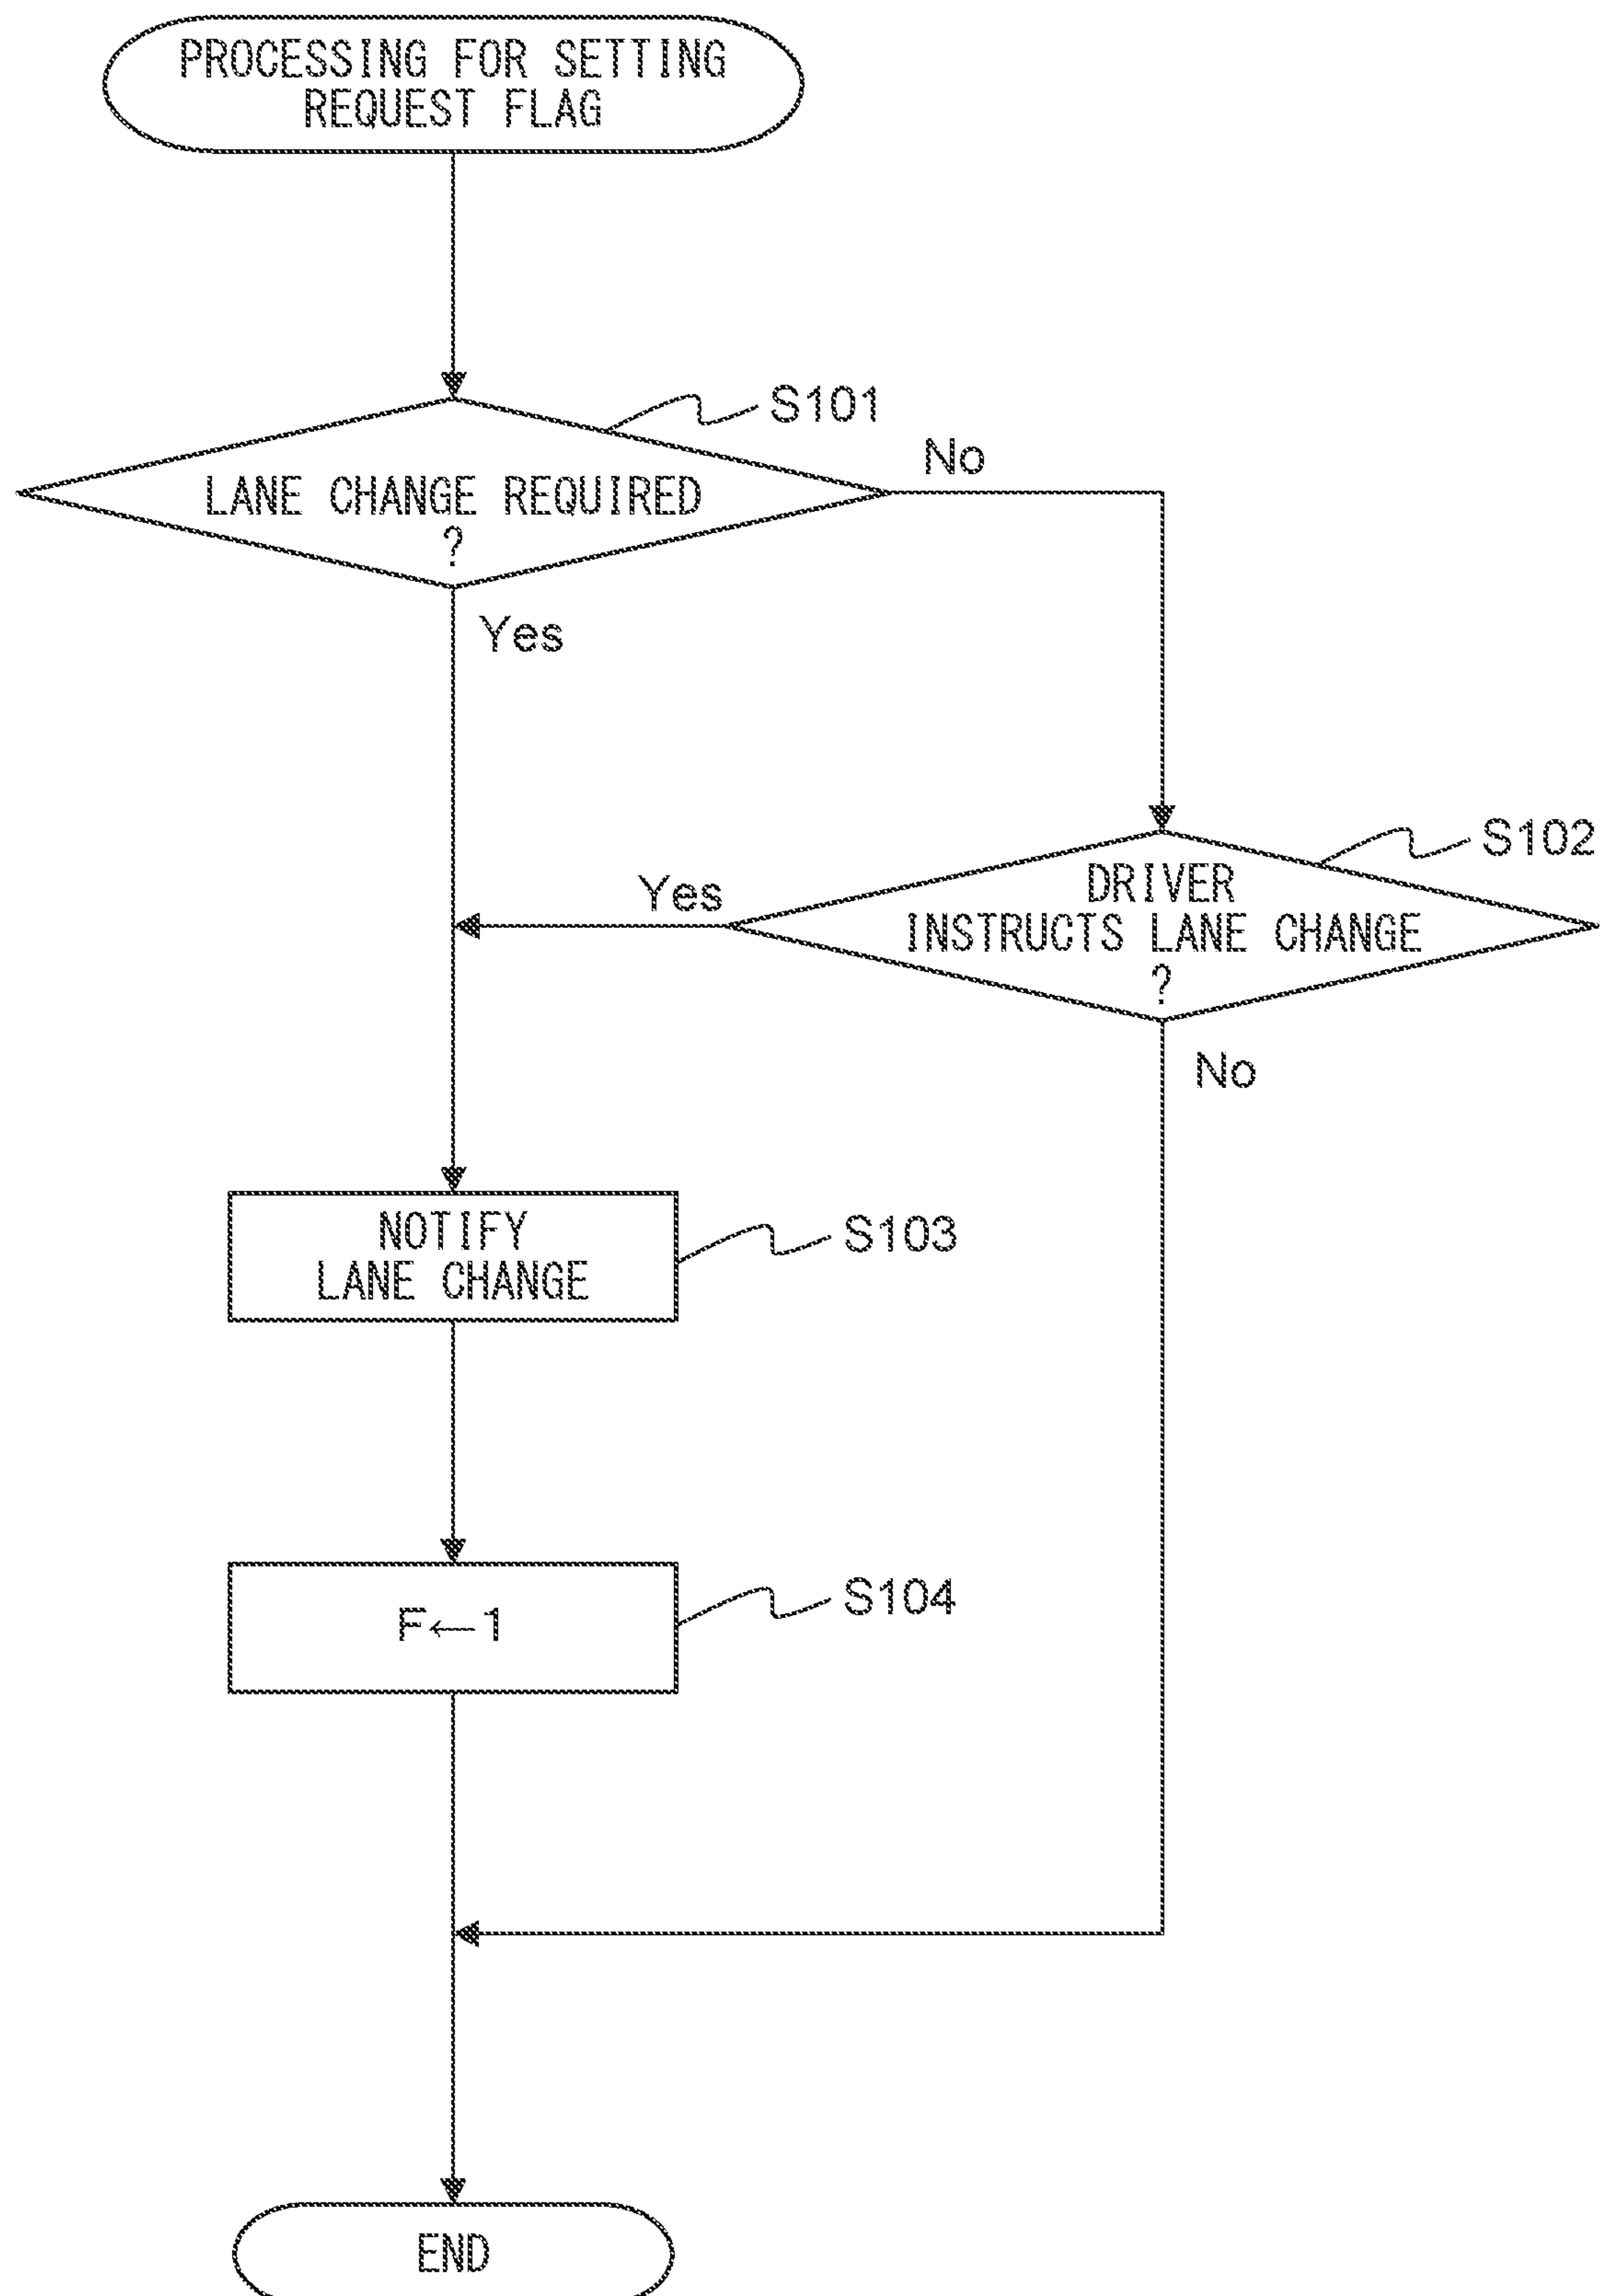 PROCESSING FOR SETTING
REQUEST FLAG
S101
No
LANE CHANGE REQUIRED
?
Yes
S102
Yes
DRIVER
INSTRUCTS LANE CHANGE
?
No
NOTIFY
LANE CHANGE
S103
F←1
S104
END